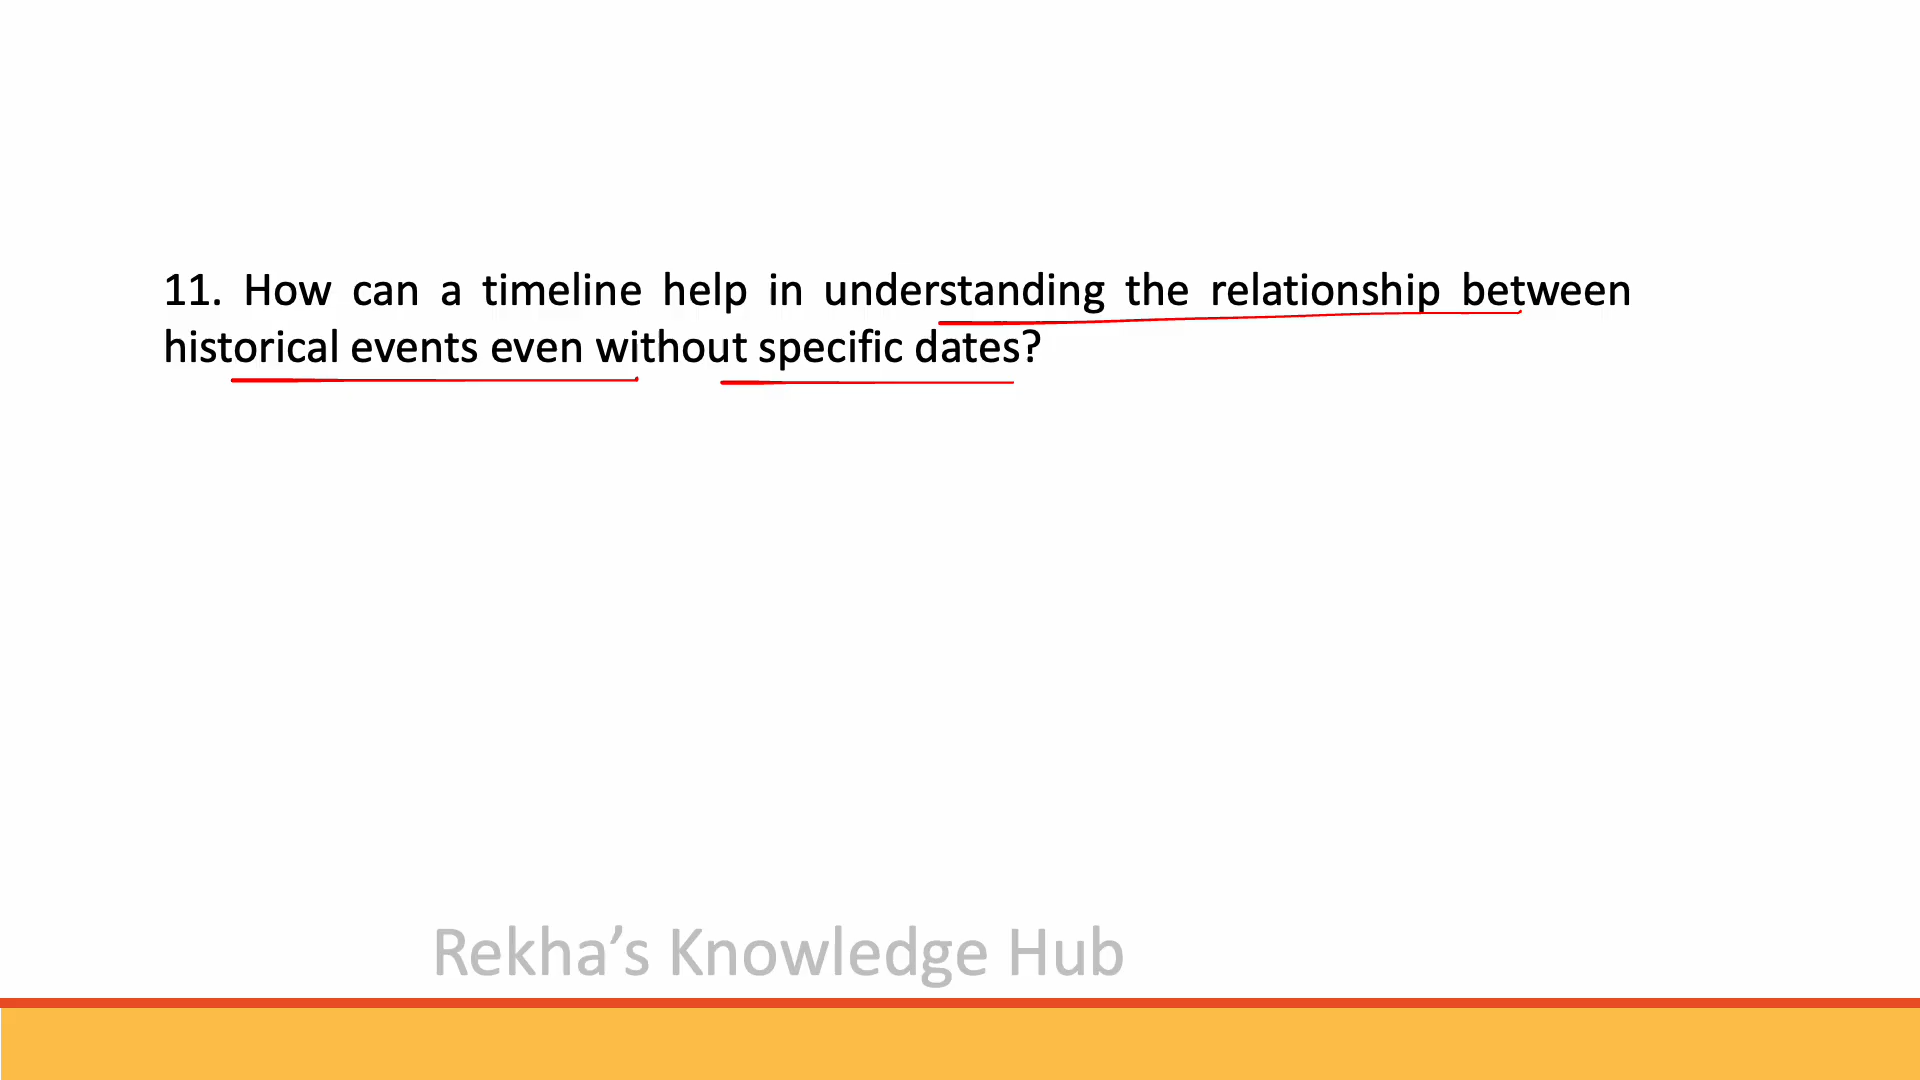 11. How can a timeline help in understanding the relationship between
historical events even without specific dates?
Rekha’s Knowledge Hub